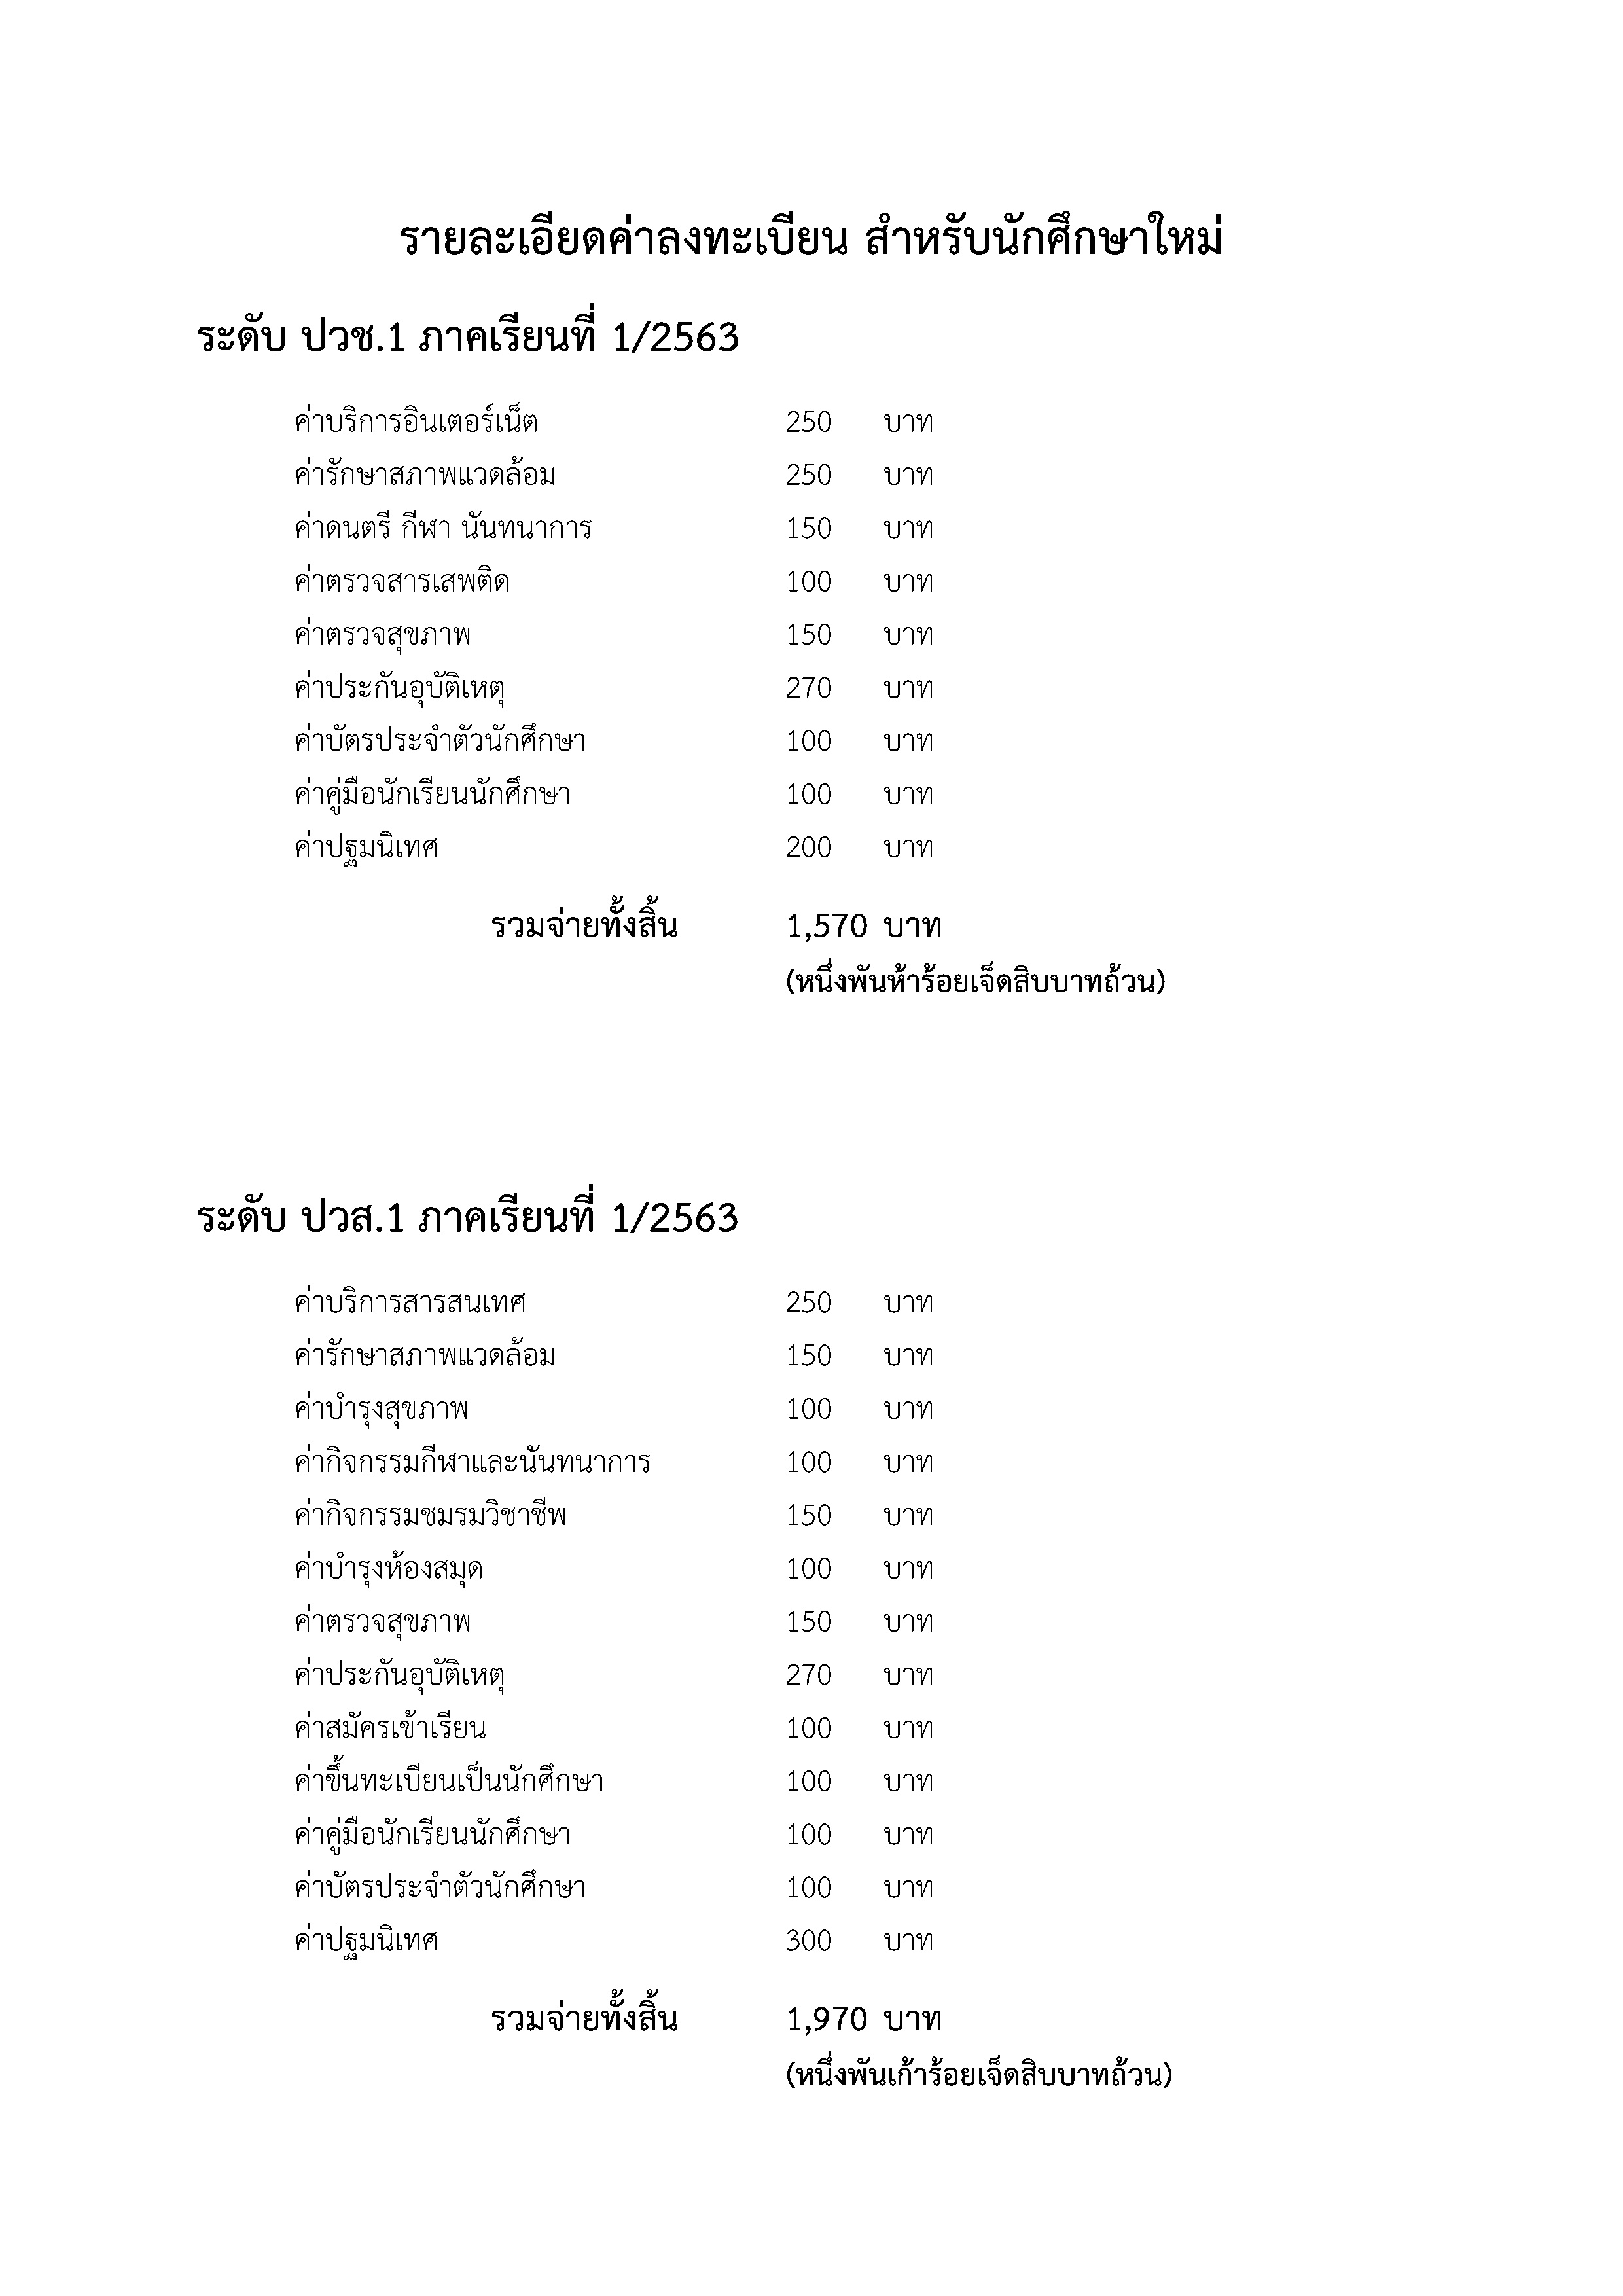 รายละเอียดค่าลงทะเบียน สำหรับนักศึกษาใหม่
ระดับ ปวช.1 ภาคเรียนที่ 1/2563
ค่าบริการอินเตอร์เน็ต 250 บาท
ค่ารักษาสภาพแวดล้อม 250 บาท
ค่าดนตรี กีฬา นันทนาการ 150 บาท
ค่าตรวจสารเสพติด 100 บาท
ค่าตรวจสุขภาพ 150 บาท
ค่าประกันอุบัติเหตุ 270 บาท
ค่าบัตรประจำตัวนักศึกษา 100 บาท
ค่าคู่มือนักเรียนนักศึกษา 100 บาท
ค่าปฐมนิเทศ 200 บาท
รวมจ่ายทั้งสิ้น 1,570 บาท
(หนึ่งพันห้าร้อยเจ็ดสิบบาทถ้วน)
ระดับ ปวส.1 ภาคเรียนที่ 1/2563
ค่าบริการสารสนเทศ 250 บาท
ค่ารักษาสภาพแวดล้อม 150 บาท
ค่าบำรุงสุขภาพ 100 บาท
ค่ากิจกรรมกีฬาและนันทนาการ 100 บาท
ค่ากิจกรรมชมรมวิชาชีพ 150 บาท
ค่าบำรุงห้องสมุด 100 บาท
ค่าตรวจสุขภาพ 150 บาท
ค่าประกันอุบัติเหตุ 270 บาท
ค่าสมัครเข้าเรียน 100 บาท
ค่าขึ้นทะเบียนเป็นนักศึกษา 100 บาท
ค่าคู่มือนักเรียนนักศึกษา 100 บาท
ค่าบัตรประจำตัวนักศึกษา 100 บาท
ค่าปฐมนิเทศ 300 บาท
รวมจ่ายทั้งสิ้น 1,970 บาท
(หนึ่งพันเก้าร้อยเจ็ดสิบบาทถ้วน)